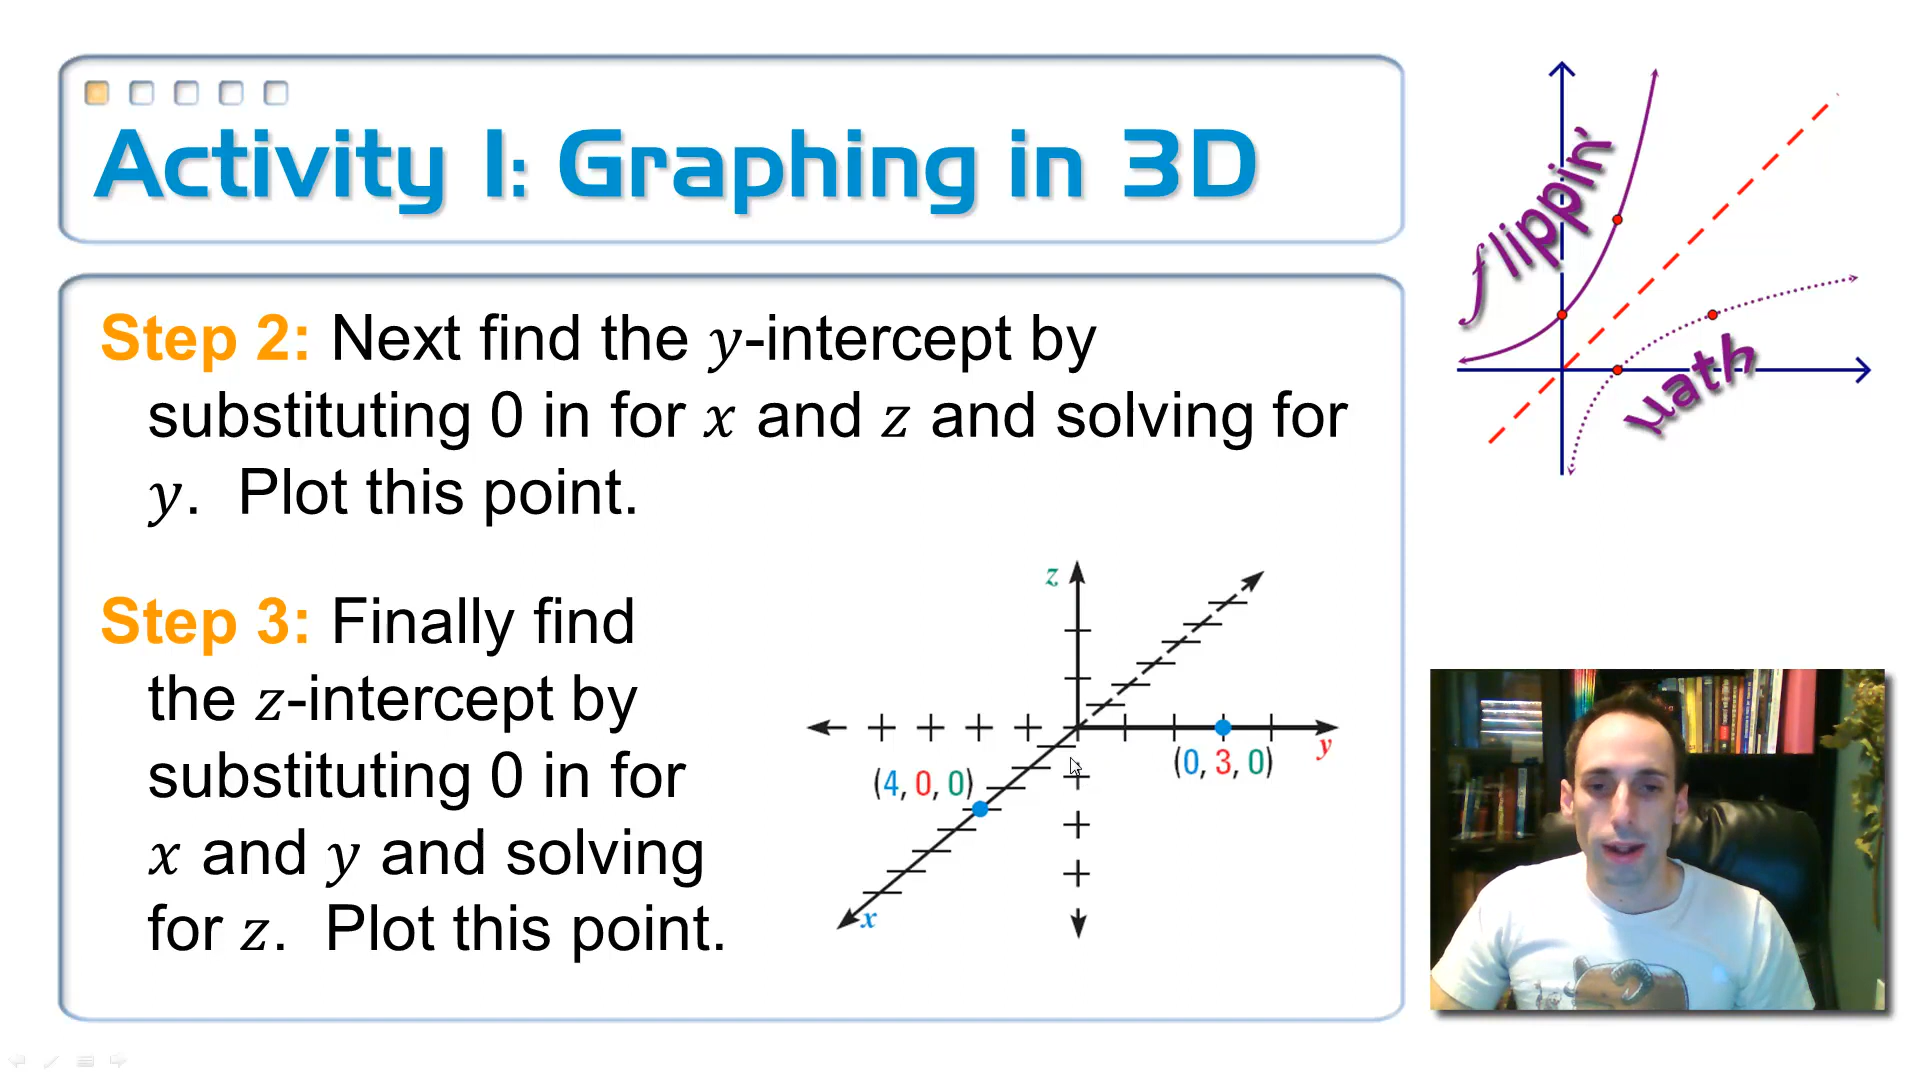 Activity 1: Graphing in 3D
flippin'
math
Step 2: Next find the y-intercept by
substituting 0 in for x and z and solving for
y. Plot this point.
Step 3: Finally find
the z-intercept by
substituting 0 in for
x and y and solving
for z. Plot this point.
z
y
(0, 3, 0)
(4, 0, 0)
x